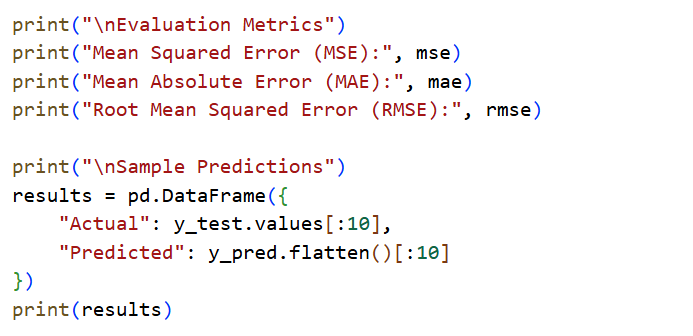 print("\nEvaluation Metrics")
print("Mean Squared Error (MSE):", mse)
print("Mean Absolute Error (MAE):", mae)
print("Root Mean Squared Error (RMSE):", rmse)
print("\nSample Predictions")
results = pd.DataFrame({
    "Actual": y_test.values[:10],
    "Predicted": y_pred.flatten()[:10]
})
print(results)